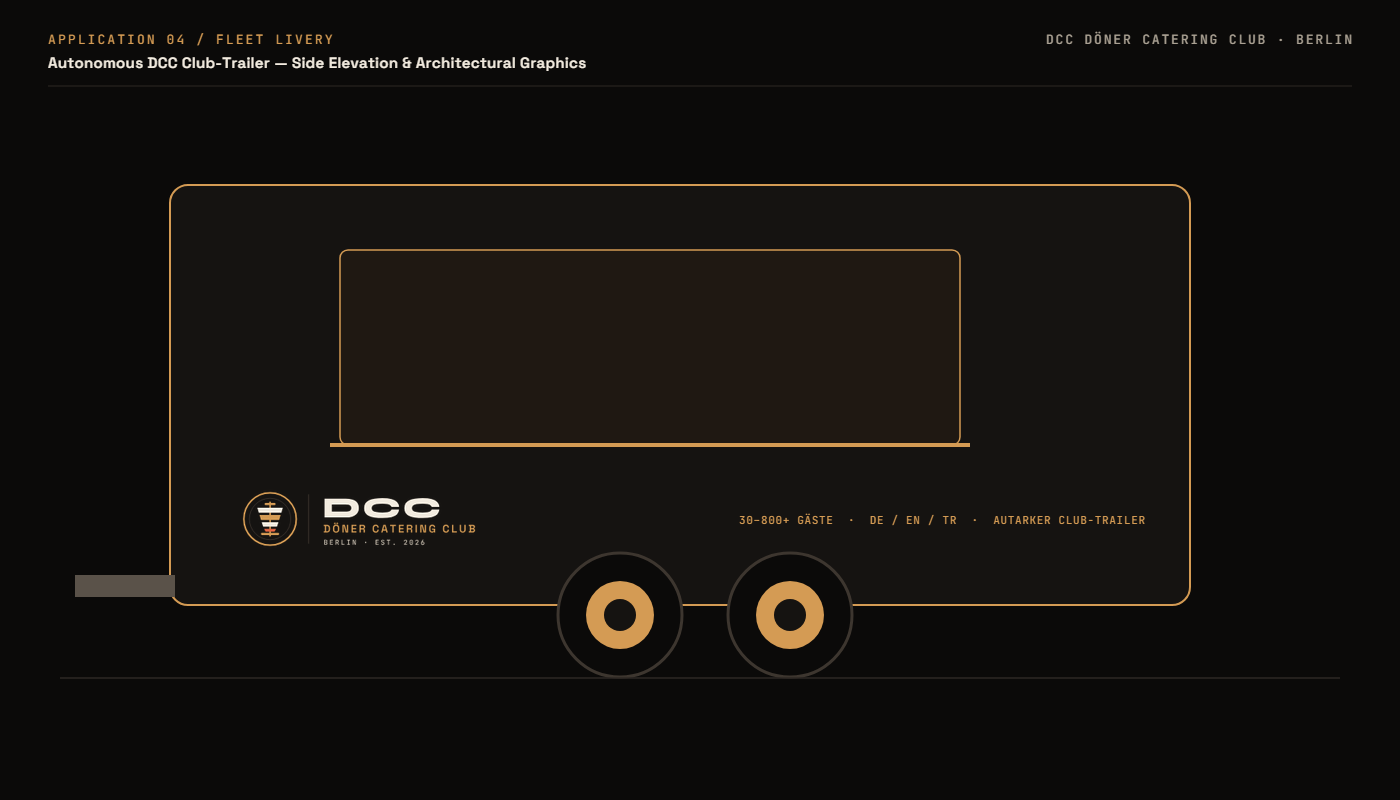 APPLICATION 04 / FLEET LIVERY
DCC DÖNER CATERING CLUB · BERLIN
Autonomous DCC Club-Trailer — Side Elevation & Architectural Graphics
DCC
DÖNER CATERING CLUB
BERLIN · EST. 2026
30–800+ GÄSTE · DE / EN / TR · AUTARKER CLUB-TRAILER